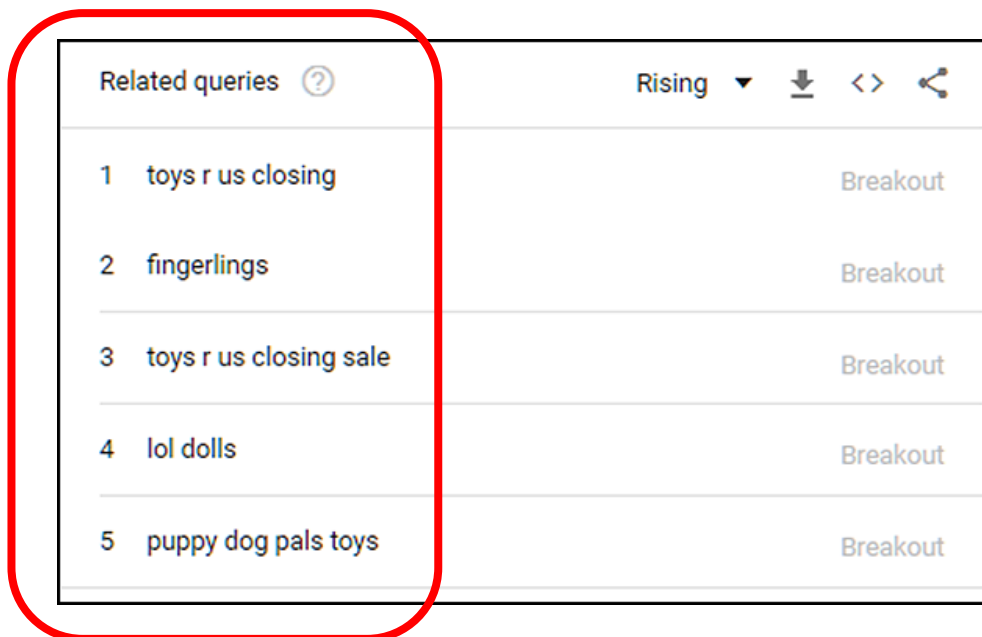 Related queries ? Rising
1 toys r us closing Breakout
2 fingerlings Breakout
3 toys r us closing sale Breakout
4 lol dolls Breakout
5 puppy dog pals toys Breakout